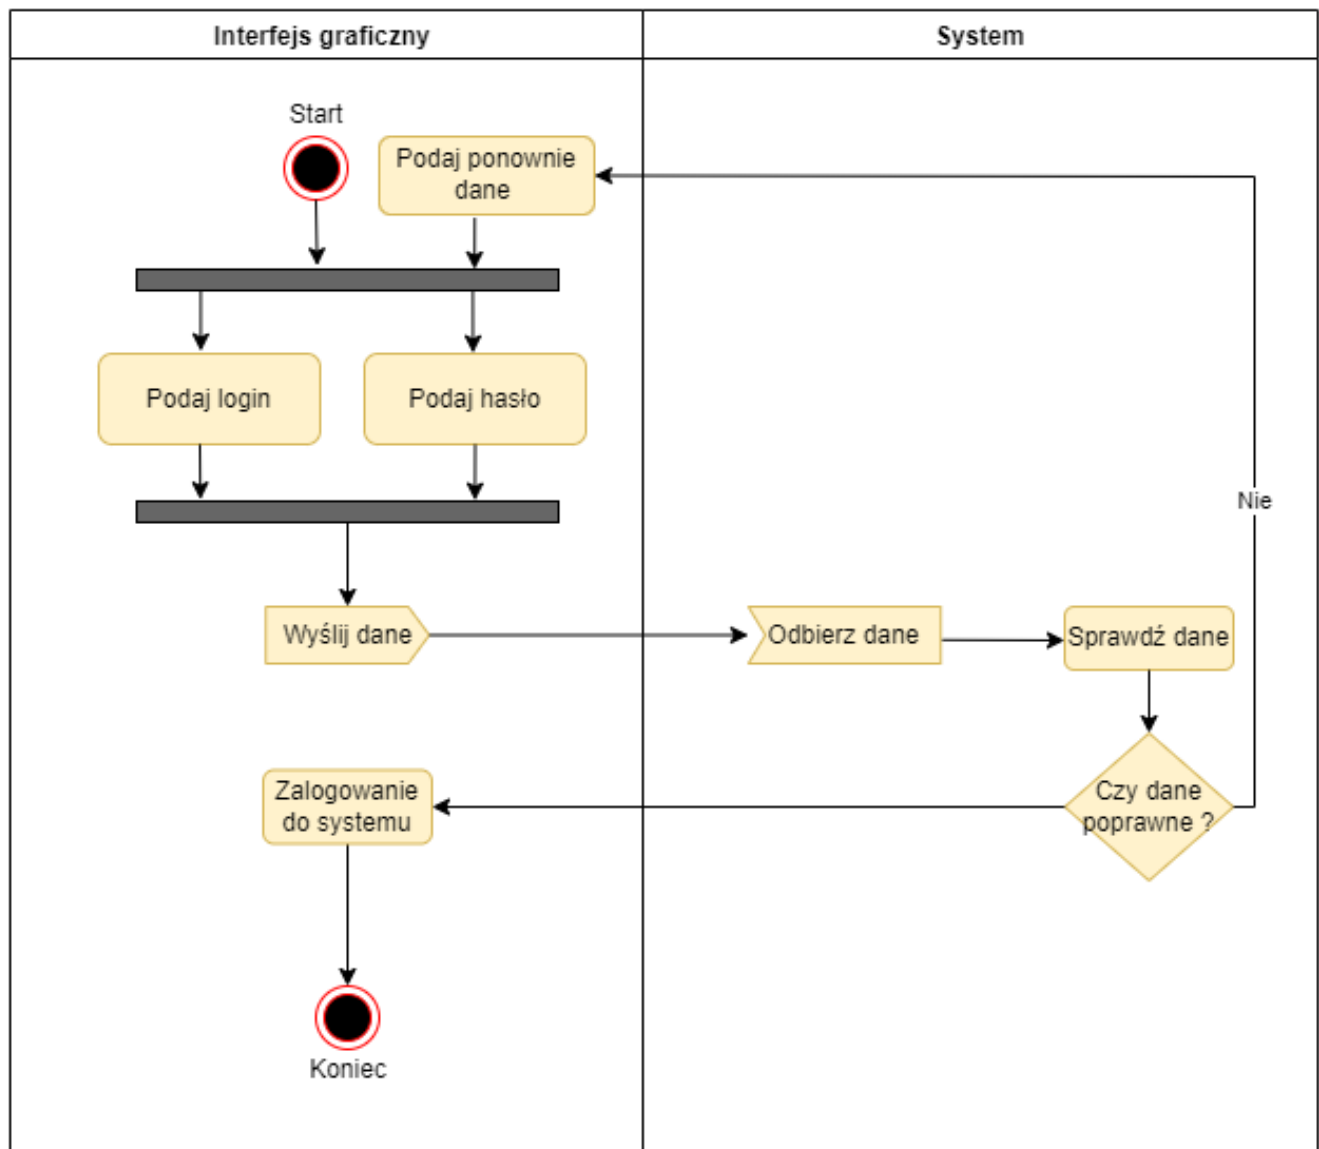 Interfejs graficzny
System
Start
Podaj ponownie
dane
Podaj login
Podaj hasło
Nie
Wyślij dane
Odbierz dane
Sprawdź dane
Zalogowanie
do systemu
Czy dane
poprawne ?
Koniec